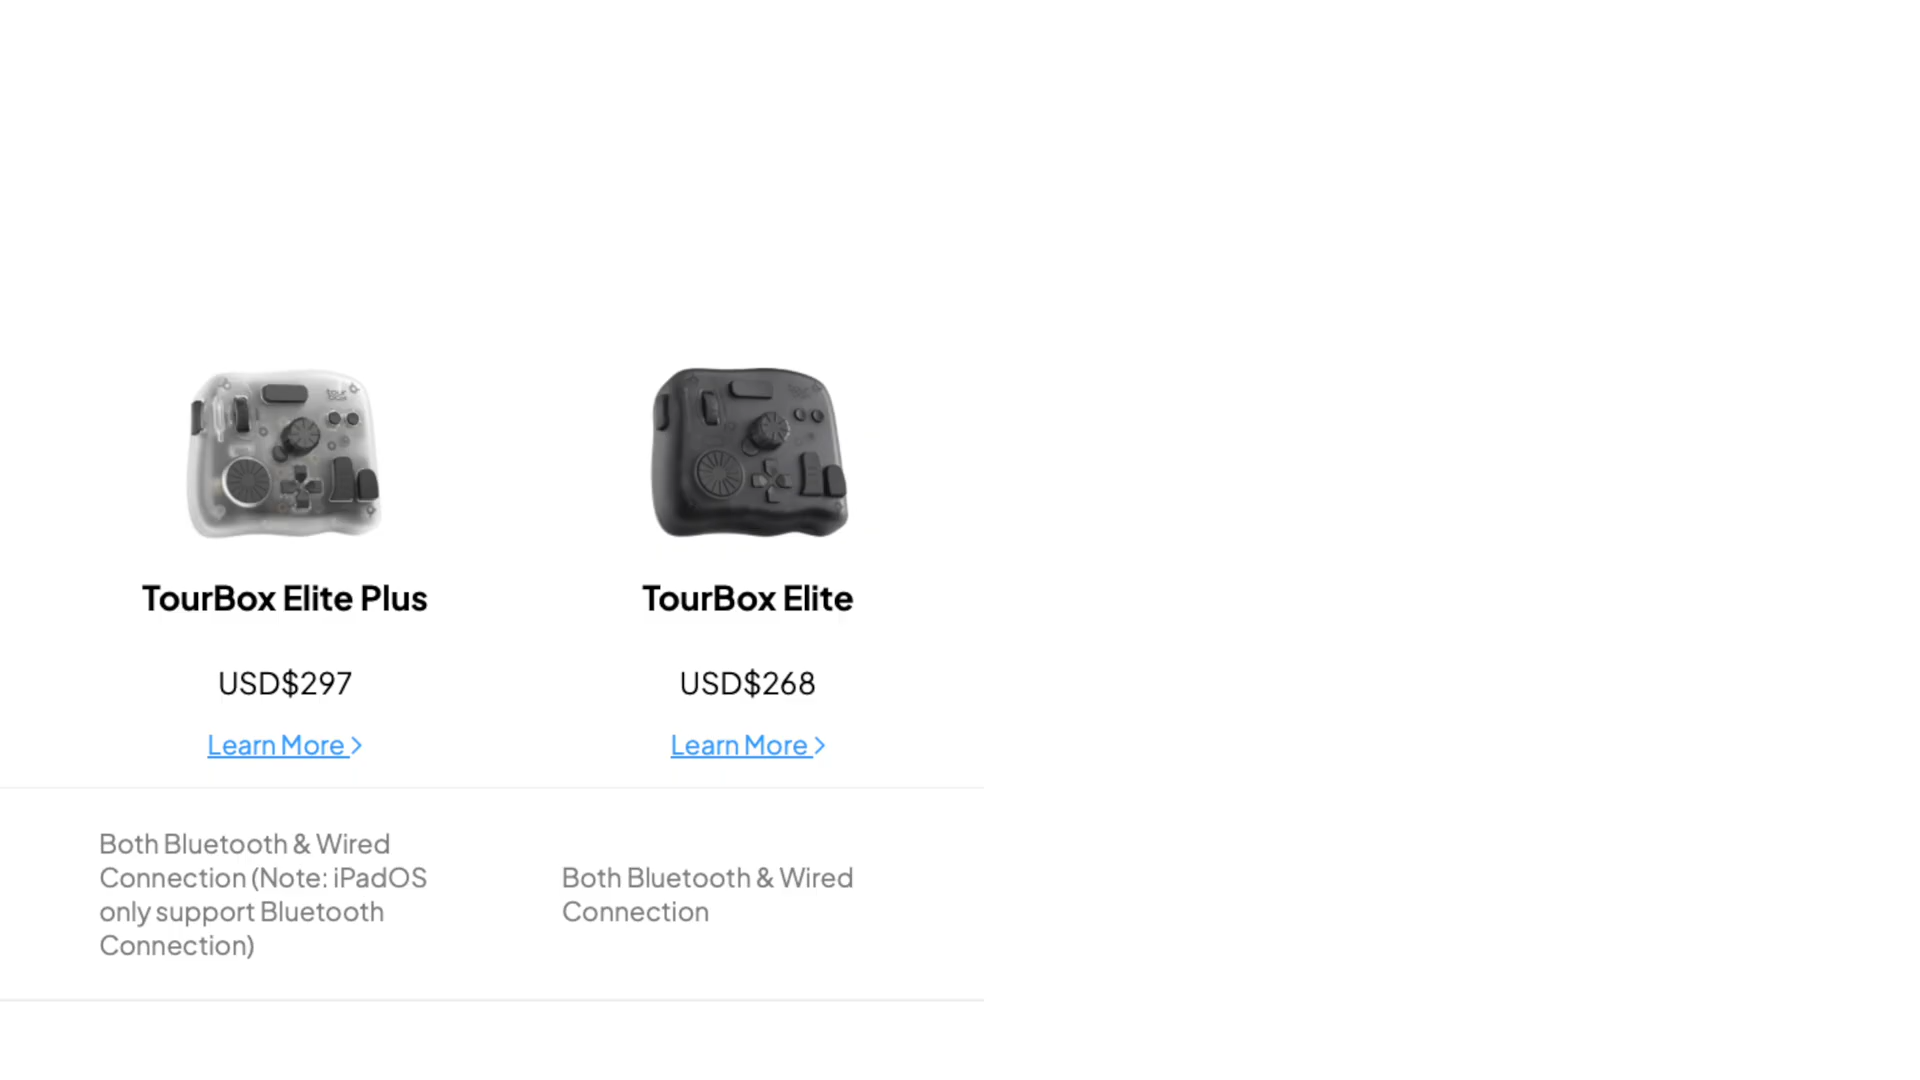 TourBox Elite Plus
USD$297
Learn More >
Both Bluetooth & Wired
Connection (Note: iPadOS
only support Bluetooth
Connection)
TourBox Elite
USD$268
Learn More >
Both Bluetooth & Wired
Connection